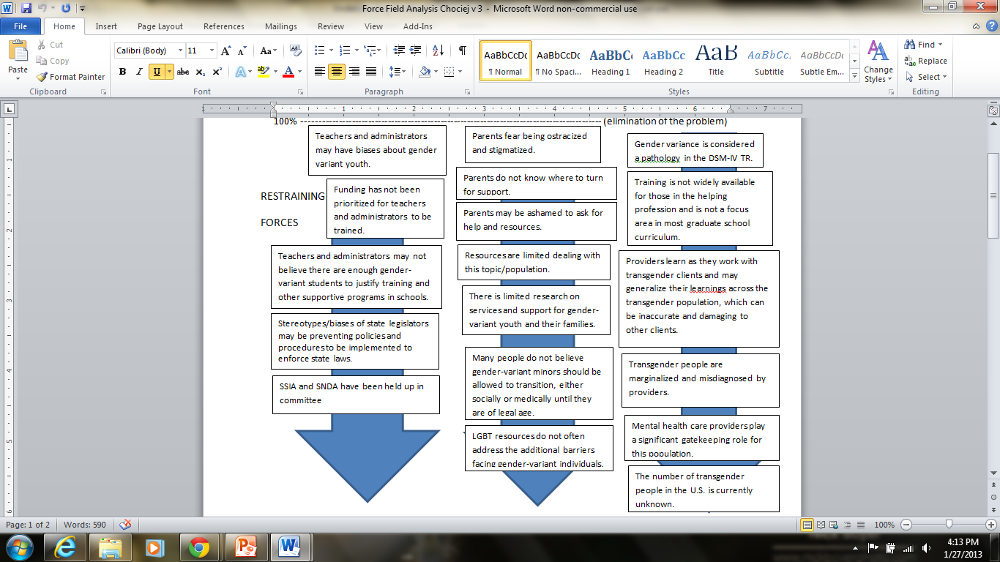 Force Field Analysis Chociej v 3 - Microsoft Word non-commercial use
File
Home
Insert
Page Layout
References
Mailings
Review
View
Add-Ins
Paste
Cut
Copy
Format Painter
Clipboard
Calibri (Body)
11
Font
Paragraph
AaBbCcDc
¶ Normal
AaBbCcDc
¶ No Spaci...
AaBbCc
Heading 1
AaBbCc
Heading 2
AaB
Title
AaBbCc.
Subtitle
AaBbCcDc
Subtle Em...
Styles
Change
Styles
Find
Replace
Select
Editing
100% ---------------------------------------------------------------------------------- (elimination of the problem)
RESTRAINING
FORCES
Teachers and administrators
may have biases about gender
variant youth.
Funding has not been
prioritized for teachers
and administrators to be
trained.
Teachers and administrators may not
believe there are enough gender-
variant students to justify training and
other supportive programs in schools.
Stereotypes/biases of state legislators
may be preventing policies and
procedures to be implemented to
enforce state laws.
SSIA and SNDA have been held up in
committee
Parents fear being ostracized
and stigmatized.
Parents do not know where to turn
for support.
Parents may be ashamed to ask for
help and resources.
Resources are limited dealing with
this topic/population.
There is limited research on
services and support for gender-
variant youth and their families.
Many people do not believe
gender-variant minors should be
allowed to transition, either
socially or medically until they
are of legal age.
LGBT resources do not often
address the additional barriers
facing gender-variant individuals.
Gender variance is considered
a pathology in the DSM-IV TR.
Training is not widely available
for those in the helping
profession and is not a focus
area in most graduate school
curriculum.
Providers learn as they work with
transgender clients and may
generalize their learnings across the
transgender population, which can
be inaccurate and damaging to
other clients.
Transgender people are
marginalized and misdiagnosed by
providers.
Mental health care providers play
a significant gatekeeping role for
this population.
The number of transgender
people in the U.S. is currently
unknown.
Page: 1 of 2
Words: 590
100%
4:13 PM
1/27/2013